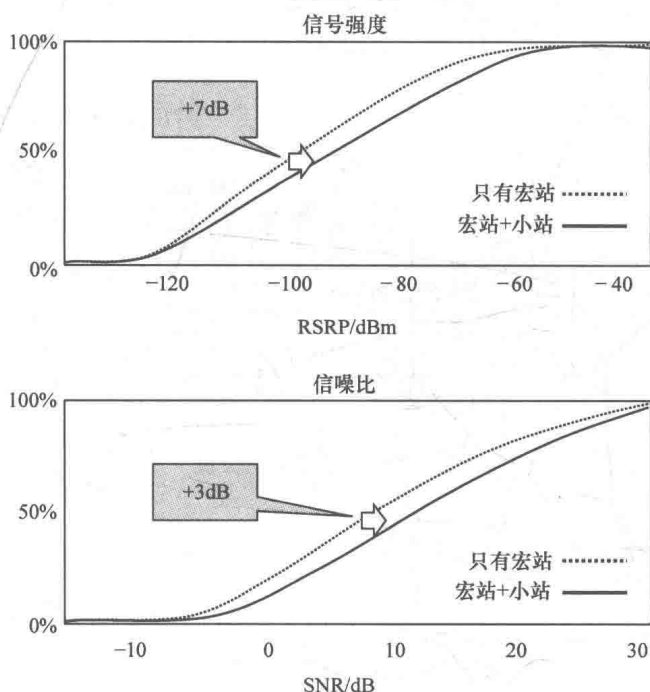 信号强度
100%
+7dB
50%
只有宏站
宏站+小站
0%
−120
−100
−80
−60
−40
RSRP/dBm
信噪比
100%
+3dB
50%
只有宏站
宏站+小站
0%
−10
0
10
20
30
SNR/dB